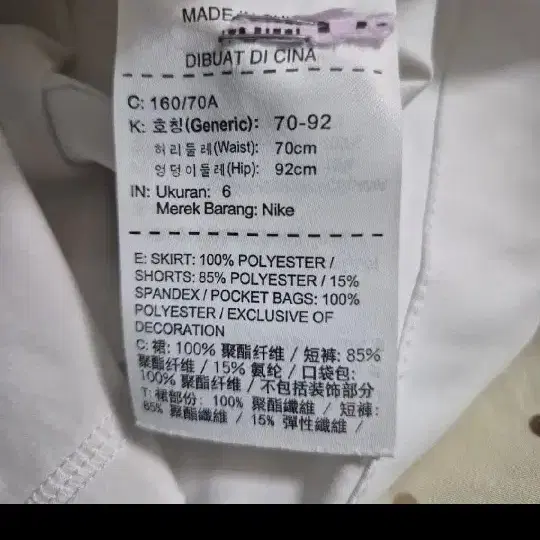 MADE
DIBUAT DI CINA
C: 160/70A
K: 호칭(Generic): 70-92
허리둘레(Waist): 70cm
엉덩이둘레(Hip): 92cm
IN: Ukuran: 6
Merek Barang: Nike
E: SKIRT: 100% POLYESTER /
SHORTS: 85% POLYESTER / 15%
SPANDEX / POCKET BAGS: 100%
POLYESTER / EXCLUSIVE OF
DECORATION
C: 裙: 100% 聚酯纤维 / 短裤: 85%
聚酯纤维 / 15% 氨纶 / 口袋包:
100% 聚酯纤维 / 不包括装饰部分
T: 裙部份: 100% 聚酯纖維 / 短褲:
85% 聚酯纖維 / 15% 彈性纖維 /